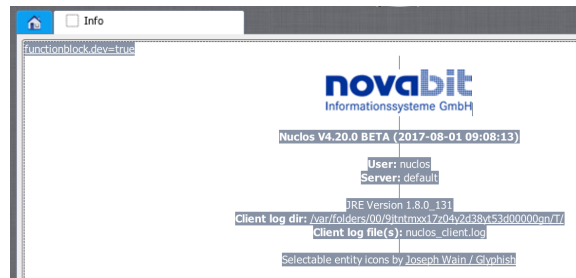 Info
functionblock.dev=true
novabit
Informationssysteme GmbH
Nuclos V4.20.0 BETA (2017-08-01 09:08:13)
User: nuclos
Server: default
JRE Version 1.8.0_131
Client log dir: /var/folders/00/9jtntmxx17z04y2d38yt53d00000gn/T/
Client log file(s): nuclos_client.log
Selectable entity icons by Joseph Wain / Glyphish